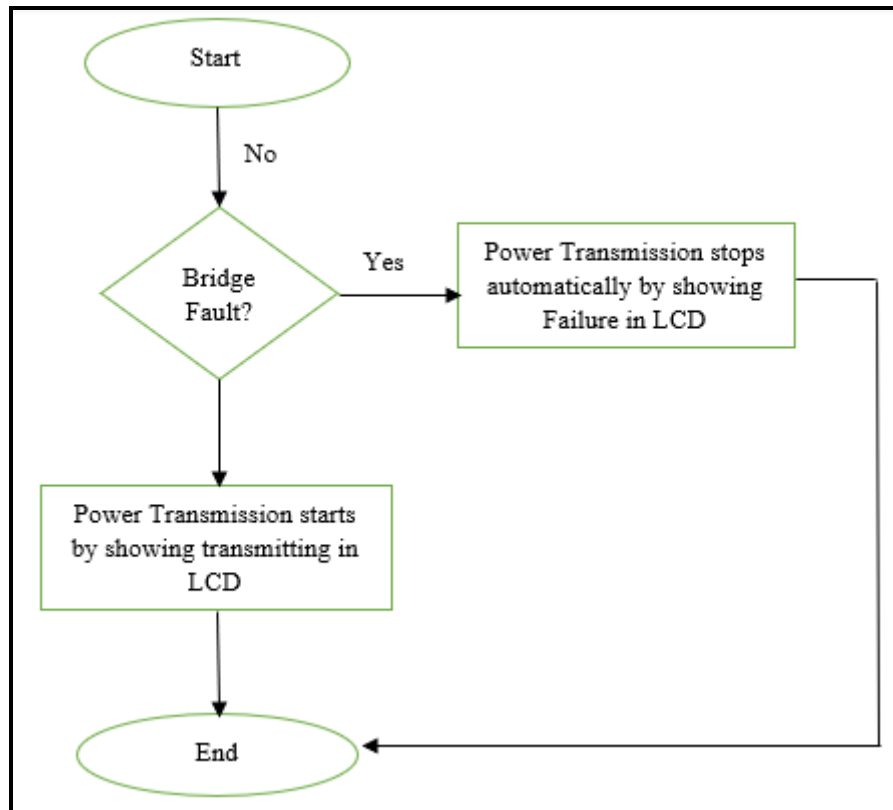 Start
No
Bridge
Fault?
Yes
Power Transmission stops
automatically by showing
Failure in LCD
Power Transmission starts
by showing transmitting in
LCD
End